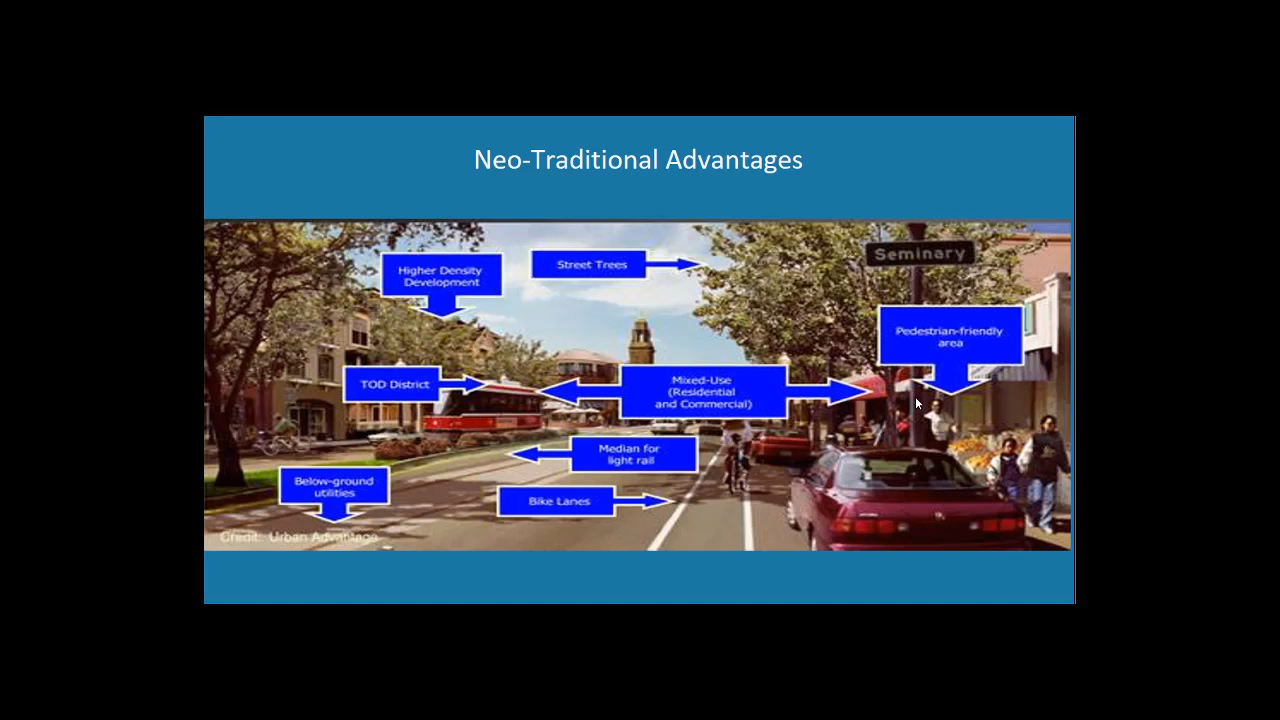 Neo-Traditional Advantages
Higher Density
Development
Street Trees
Seminary
Pedestrian-friendly
area
TOD District
Mixed-Use
(Residential
and Commercial)
Median for
light rail
Below-ground
utilities
Bike Lanes
Credit: Urban Advantage